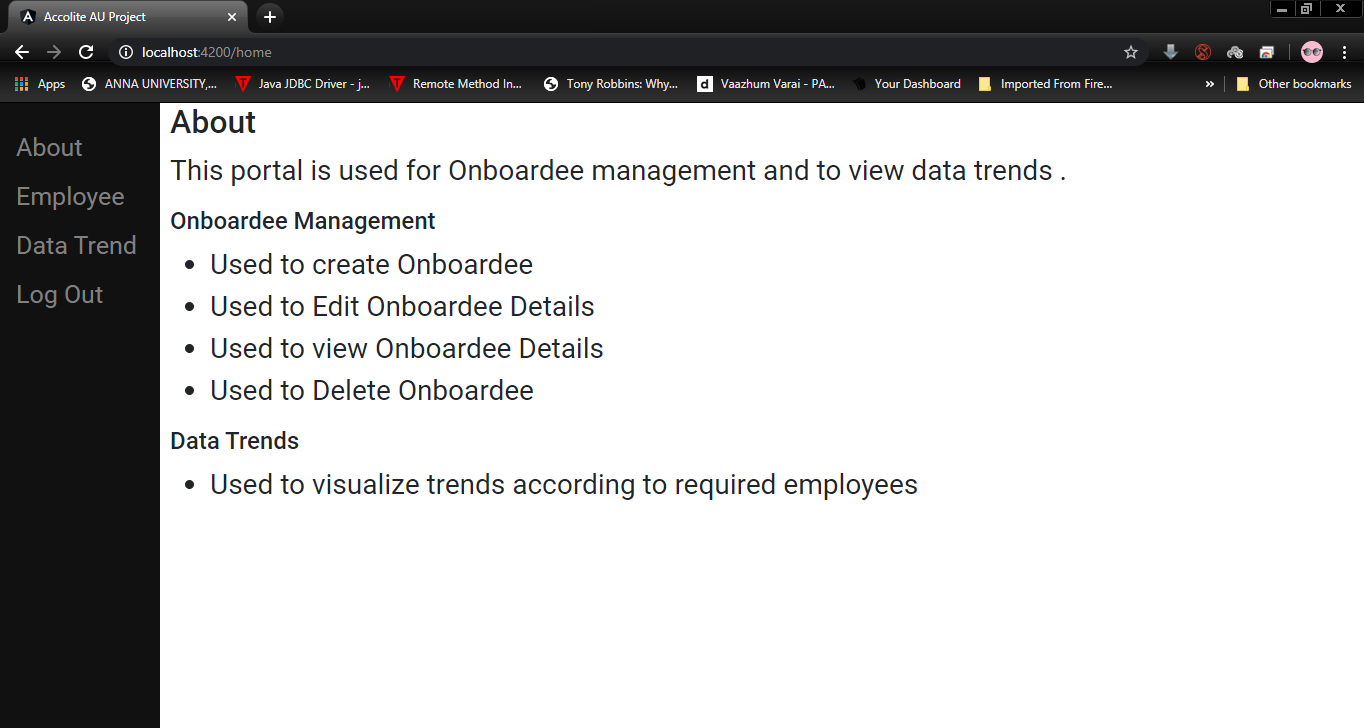 Accolite AU Project
localhost:4200/home
Apps
ANNA UNIVERSITY,...
Java JDBC Driver - j...
Remote Method In...
Tony Robbins: Why...
d
Vaazhum Varai - PA...
Your Dashboard
Imported From Fire...
»
Other bookmarks
About
Employee
Data Trend
Log Out
About
This portal is used for Onboardee management and to view data trends .
Onboardee Management
• Used to create Onboardee
• Used to Edit Onboardee Details
• Used to view Onboardee Details
• Used to Delete Onboardee
Data Trends
• Used to visualize trends according to required employees